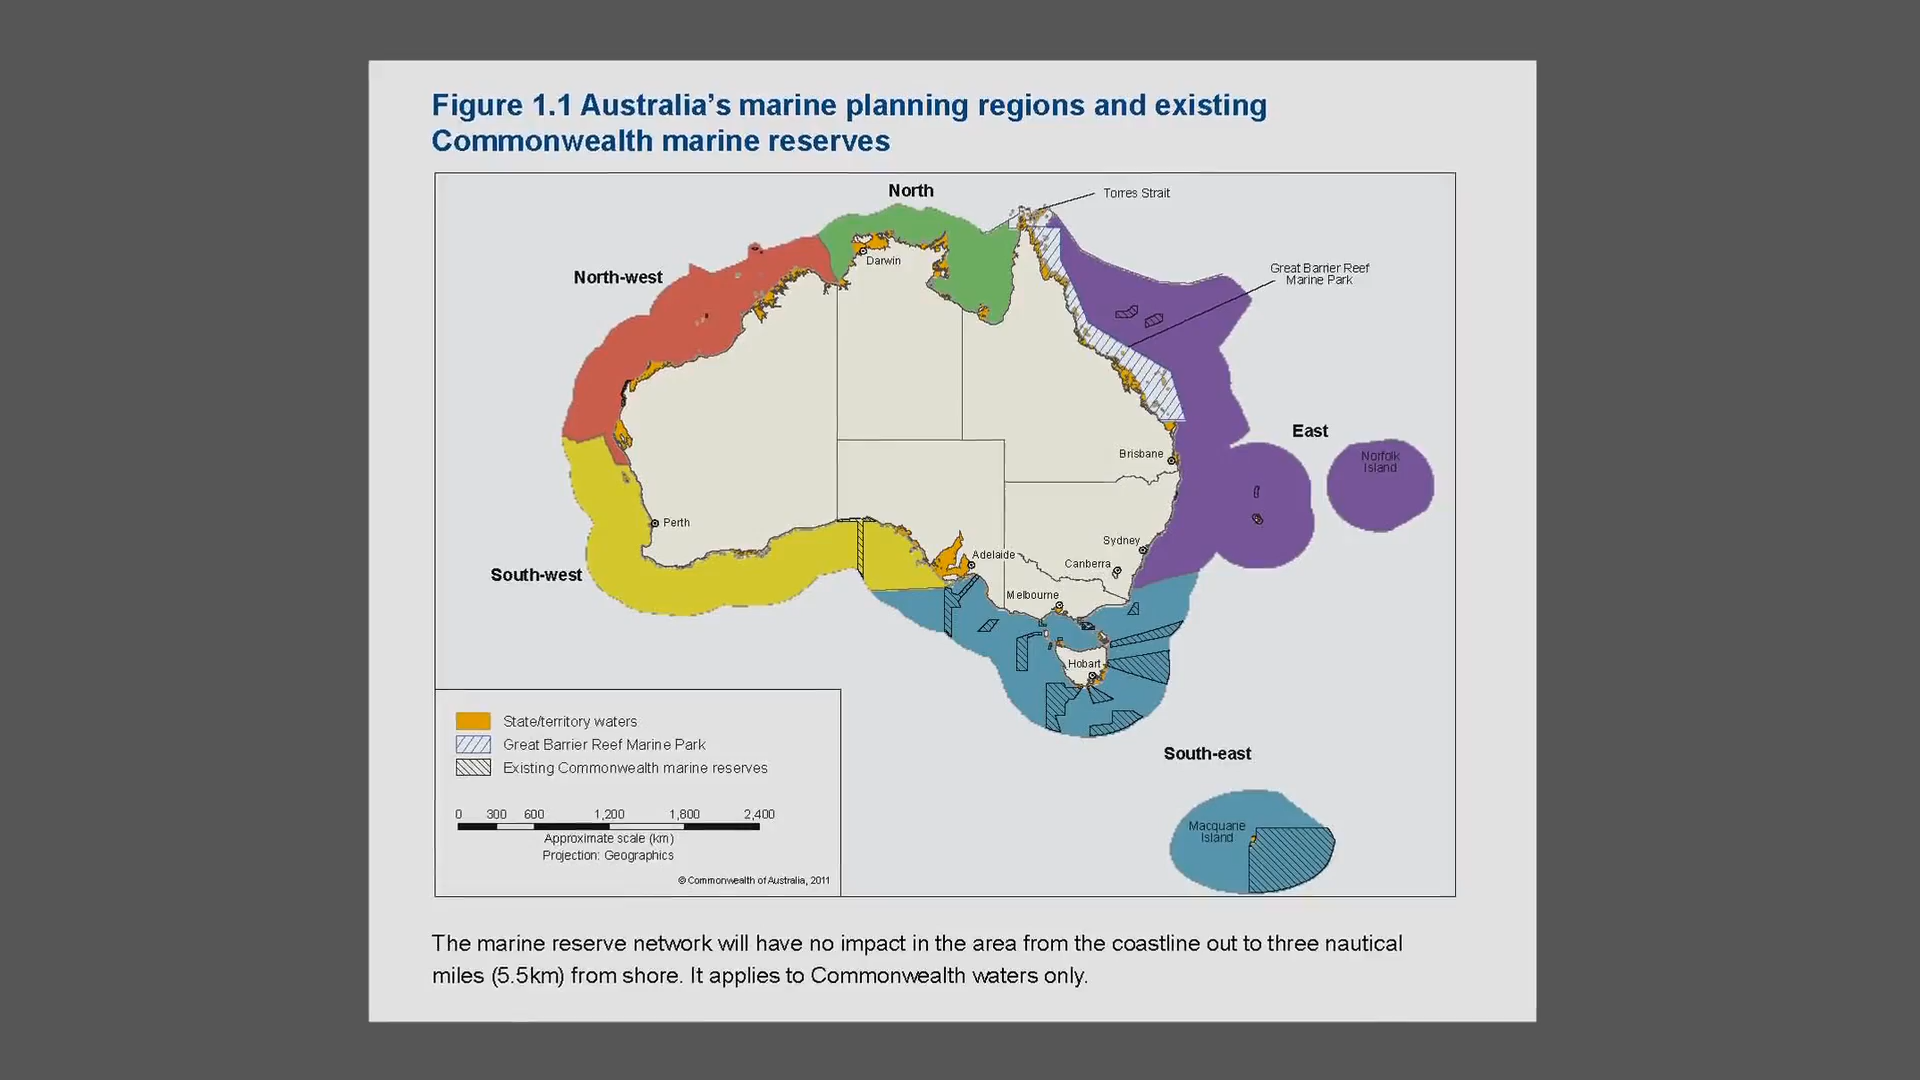 Figure 1.1 Australia's marine planning regions and existing
Commonwealth marine reserves
North
Torres Strait
North-west
Darwin
Great Barrier Reef
Marine Park
East
Norfolk
Island
Brisbane
Perth
Sydney
Adelaide
Canberra
South-west
Melbourne
Hobart
South-east
State/territory waters
Great Barrier Reef Marine Park
Existing Commonwealth marine reserves
0 300 600 1,200 1,800 2,400
Approximate scale (km)
Projection: Geographics
© Commonwealth of Australia, 2011
Macquarie
Island
The marine reserve network will have no impact in the area from the coastline out to three nautical
miles (5.5km) from shore. It applies to Commonwealth waters only.